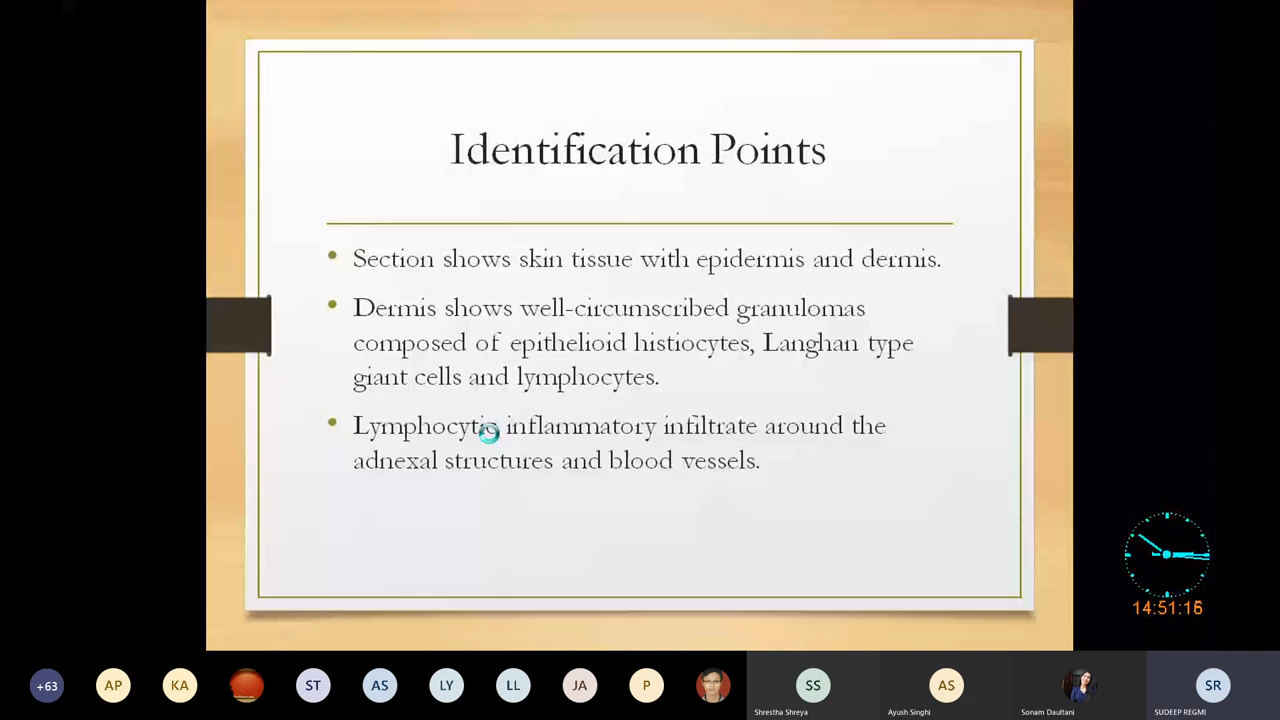 Identification Points
Section shows skin tissue with epidermis and dermis.
Dermis shows well-circumscribed granulomas
composed of epithelioid histiocytes, Langhan type
giant cells and lymphocytes.
Lymphocytic inflammatory infiltrate around the
adnexal structures and blood vessels.
14:51:16
+63
AP
KA
ST
AS
LY
LL
JA
P
SS
Shrestha Shreya
AS
Ayush Singhi
Sonam Daultani
SR
SUDEEP REGMI